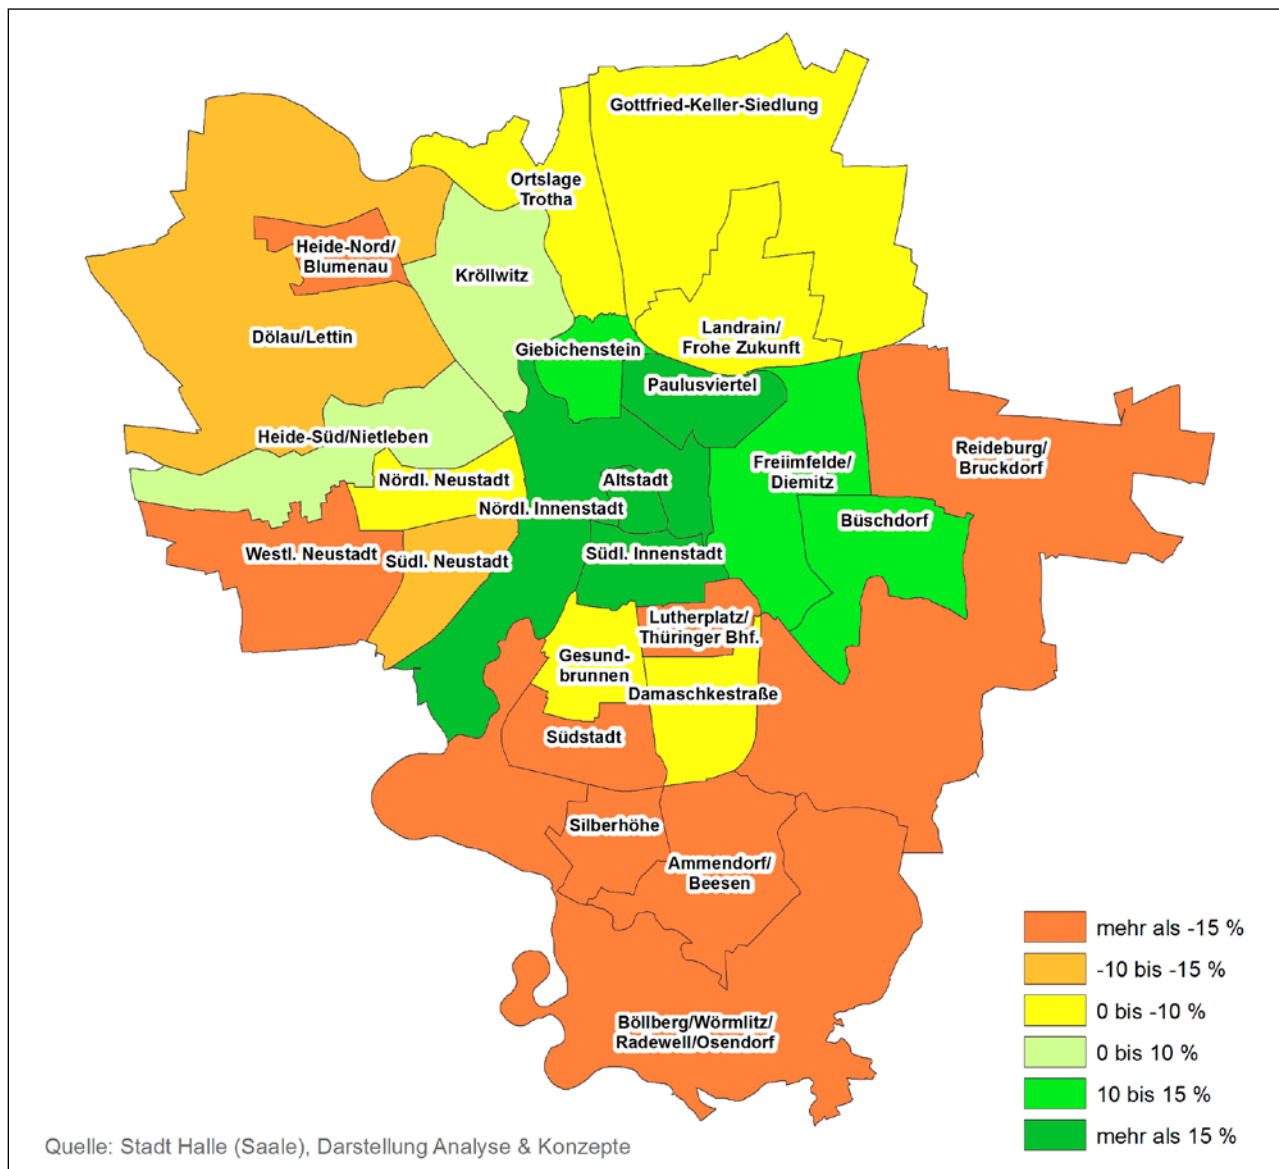 Gottfried-Keller-Siedlung
Ortslage
Trotha
Heide-Nord/
Blumenau
Kröllwitz
Dölau/Lettin
Landrain/
Frohe Zukunft
Giebichenstein
Paulusviertel
Heide-Süd/Nietleben
Reideburg/
Bruckdorf
Freiimfelde/
Diemitz
Nördl. Neustadt
Altstadt
Nördl. Innenstadt
Büschdorf
Westl. Neustadt
Südl. Neustadt
Südl. Innenstadt
Lutherplatz/
Thüringer Bhf.
Gesund-
brunnen
Damaschkestraße
Südstadt
Silberhöhe
Ammendorf/
Beesen
Böllberg/Wörmlitz/
Radewell/Osendorf
mehr als -15 %
-10 bis -15 %
0 bis -10 %
0 bis 10 %
10 bis 15 %
mehr als 15 %
Quelle: Stadt Halle (Saale), Darstellung Analyse & Konzepte